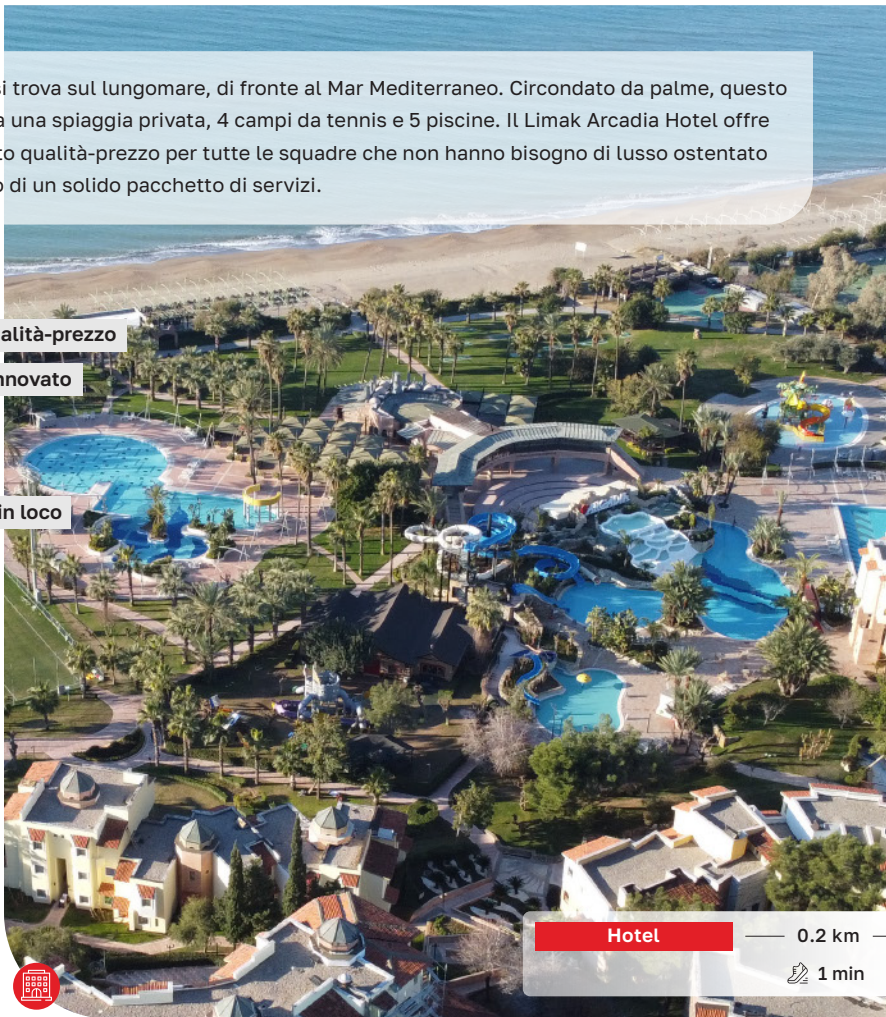 si trova sul lungomare, di fronte al Mar Mediterraneo. Circondato da palme, questo
una spiaggia privata, 4 campi da tennis e 5 piscine. Il Limak Arcadia Hotel offre
qualità-prezzo per tutte le squadre che non hanno bisogno di lusso ostentato
di un solido pacchetto di servizi.
alità-prezzo
nnovato
in loco
Hotel
0.2 km
1 min